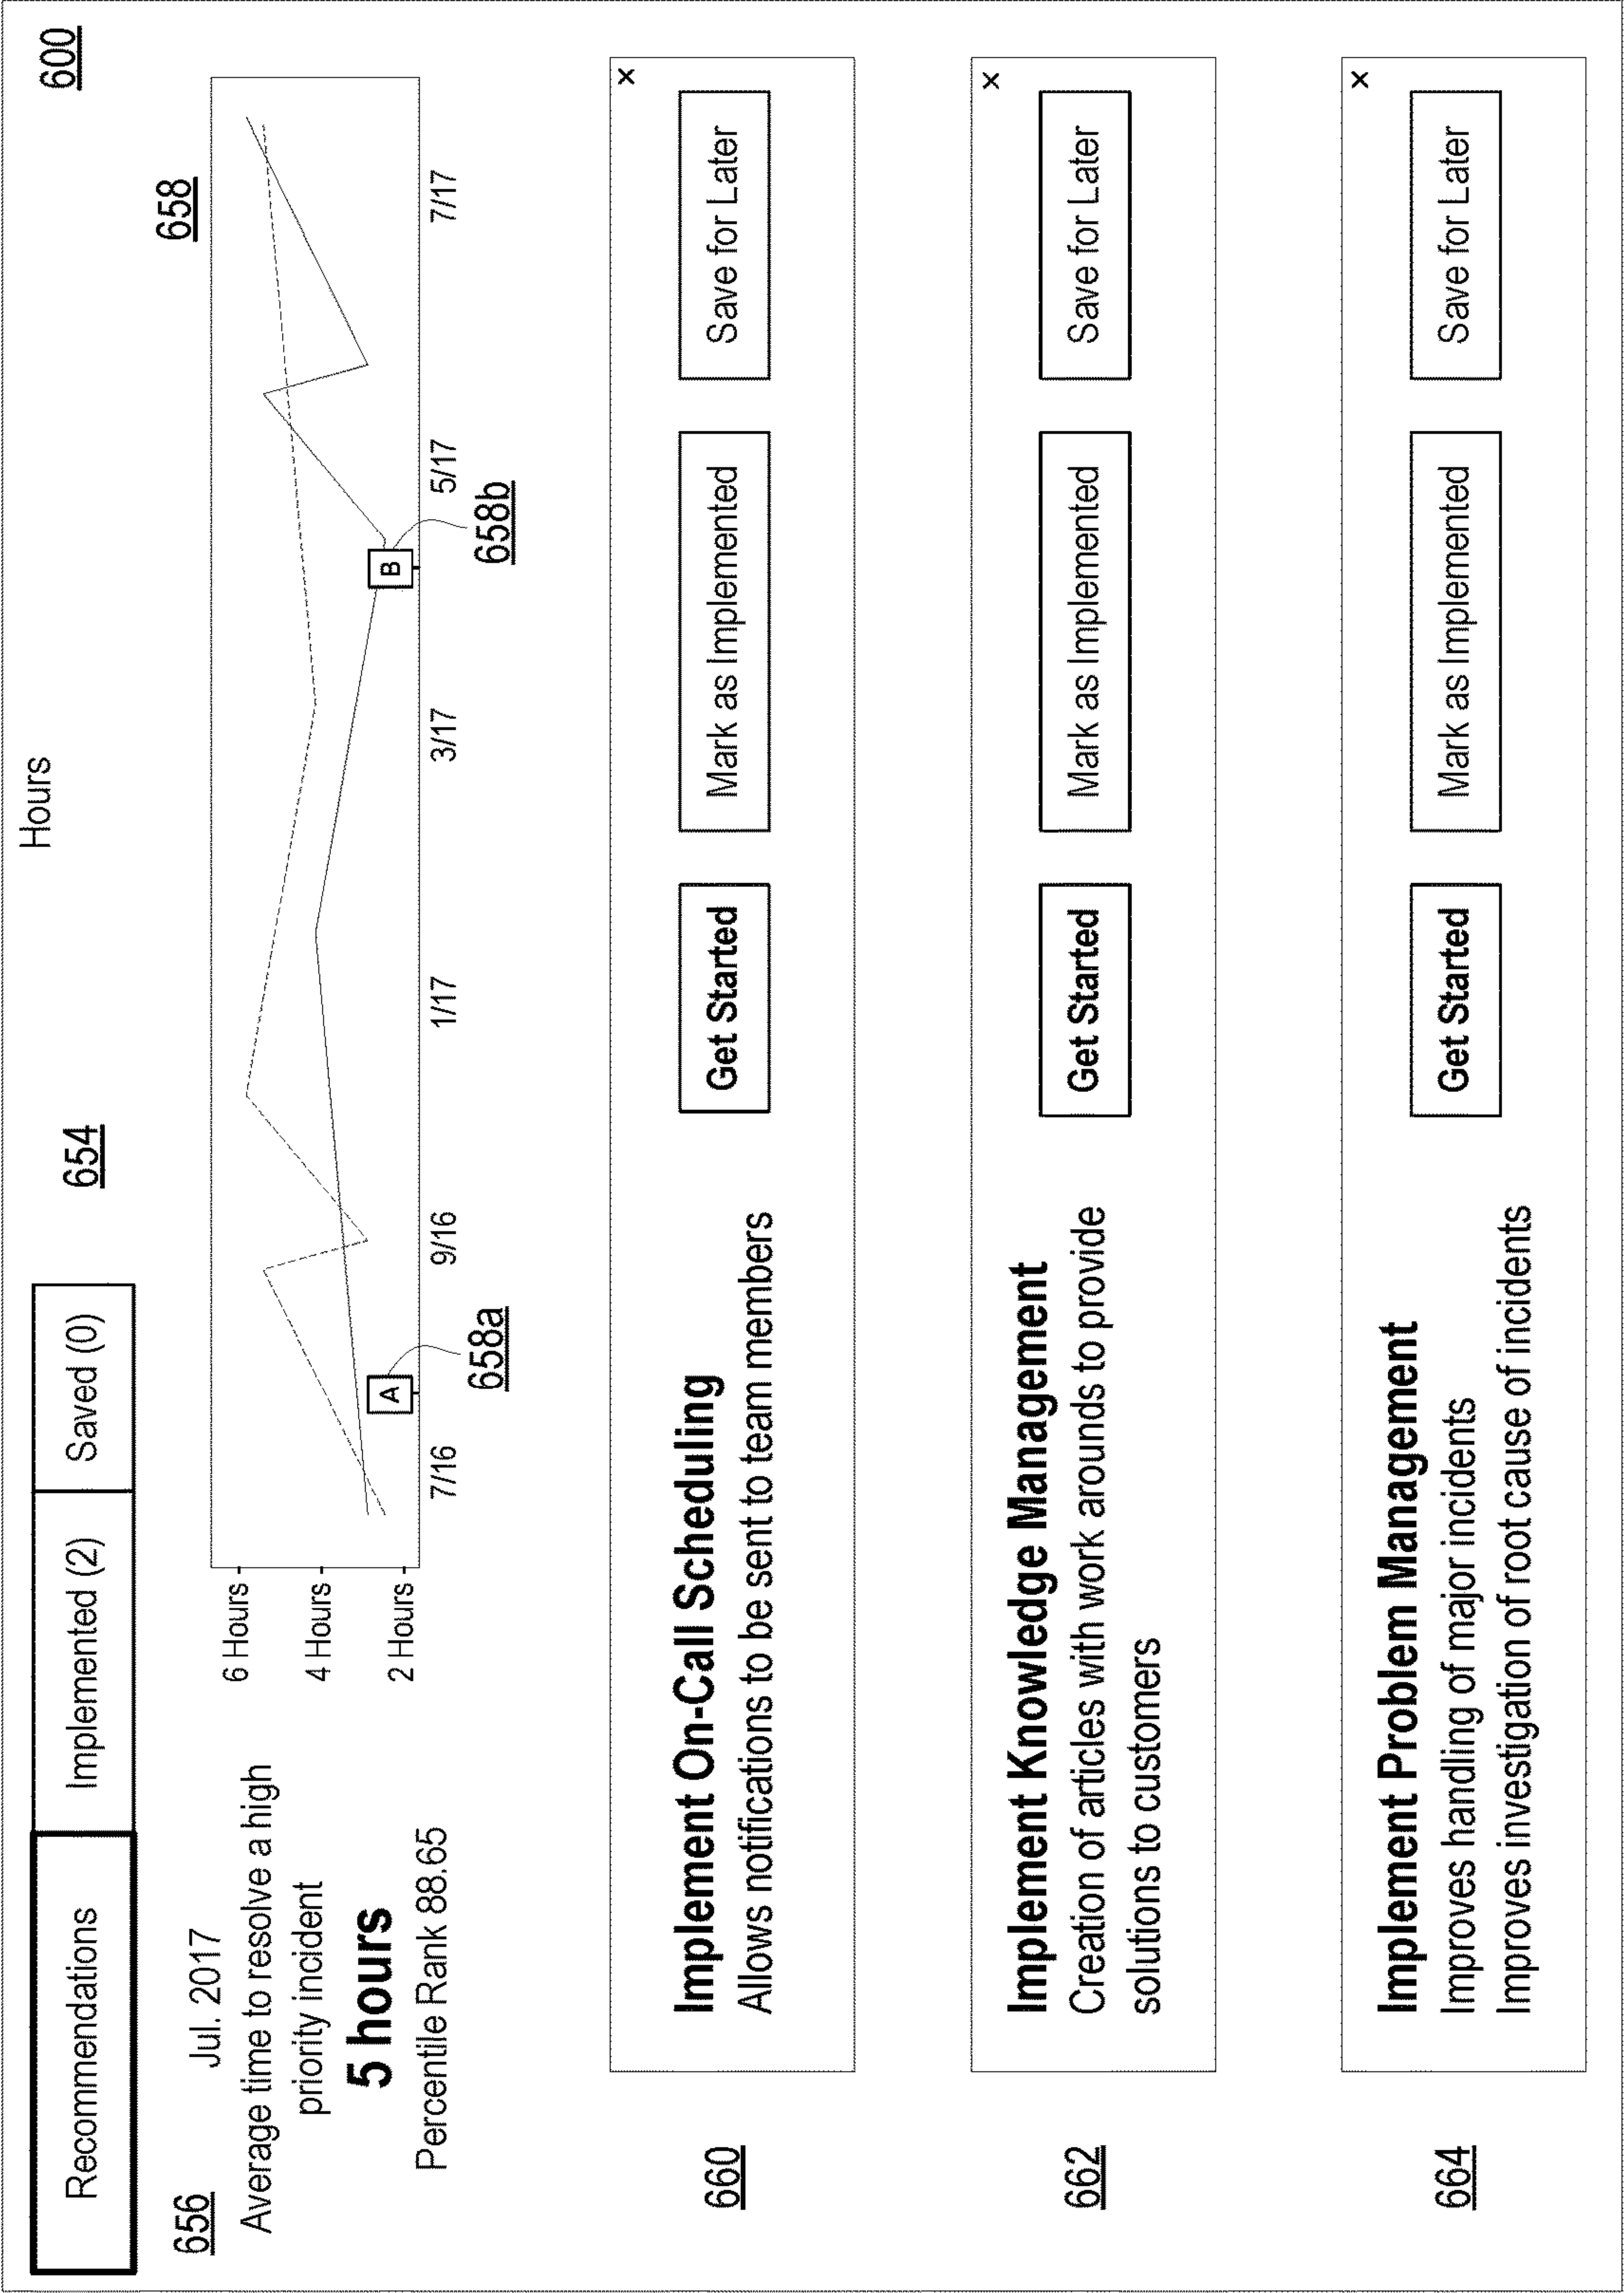 Hours
600
Recommendations
Implemented (2)
Saved (0)
654
656
Jul. 2017
Average time to resolve a high
priority incident
5 hours
Percentile Rank 88.65
658
6 Hours
4 Hours
2 Hours
A
B
7/16
9/16
1/17
3/17
5/17
7/17
658a
658b
660
Implement On-Call Scheduling
Allows notifications to be sent to team members
Get Started
Mark as Implemented
Save for Later
×
662
Implement Knowledge Management
Creation of articles with work arounds to provide
solutions to customers
Get Started
Mark as Implemented
Save for Later
×
664
Implement Problem Management
Improves handling of major incidents
Improves investigation of root cause of incidents
Get Started
Mark as Implemented
Save for Later
×